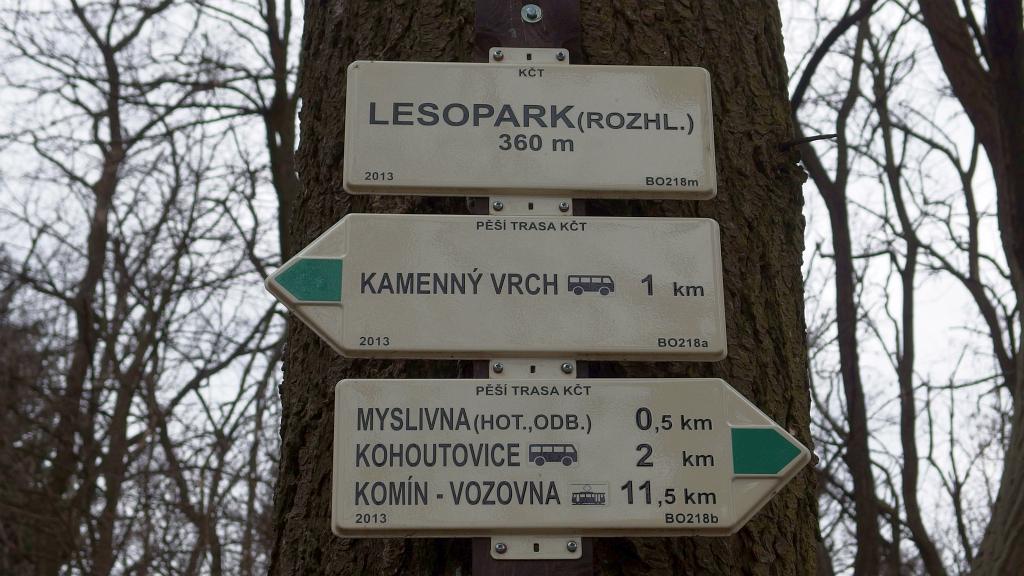 KČT
LESOPARK(ROZHL.)
360 m
2013 BO218m
PĚŠÍ TRASA KČT
KAMENNÝ VRCH 1 km
2013 BO218a
PĚŠÍ TRASA KČT
MYSLIVNA(HOT.,ODB.) 0,5 km
KOHOUTOVICE 2 km
KOMÍN - VOZOVNA 11,5 km
2013 BO218b